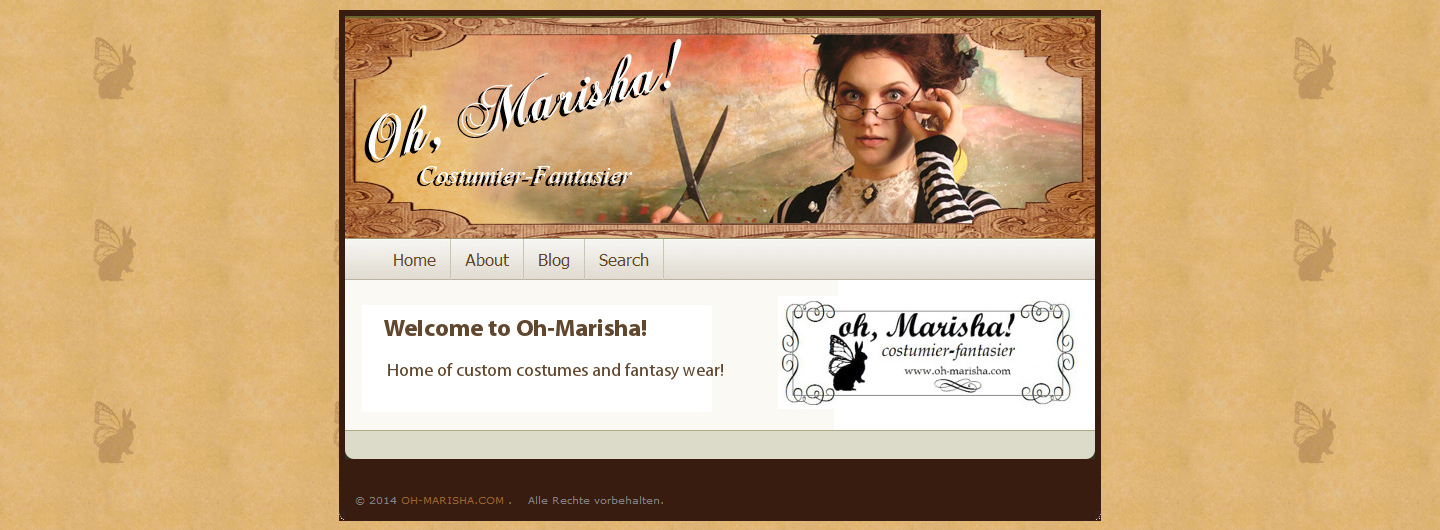 Oh, Marisha!
Costumier-Fantasier
Home About Blog Search
Welcome to Oh-Marisha!
Home of custom costumes and fantasy wear!
oh, Marisha!
costumier-fantasier
www.oh-marisha.com
© 2014 OH-MARISHA.COM . Alle Rechte vorbehalten.